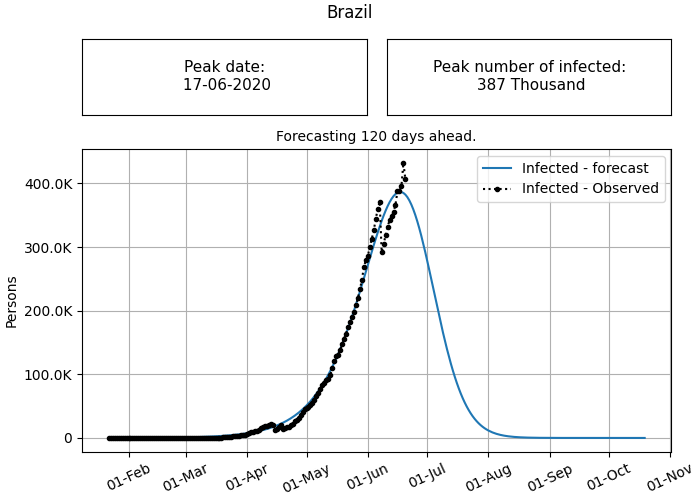 Brazil
Peak date:
17-06-2020
Peak number of infected:
387 Thousand
Forecasting 120 days ahead.
Infected - forecast
Infected - Observed
Persons
400.0K
300.0K
200.0K
100.0K
0
01-Feb
01-Mar
01-Apr
01-May
01-Jun
01-Jul
01-Aug
01-Sep
01-Oct
01-Nov